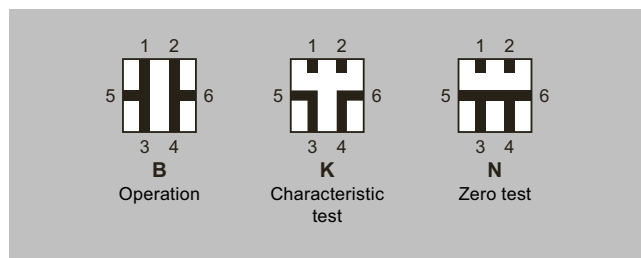 1 2 1 2 1 2
5 6 5 6 5 6
3 4 3 4 3 4
B K N
Operation Characteristic Zero test
test